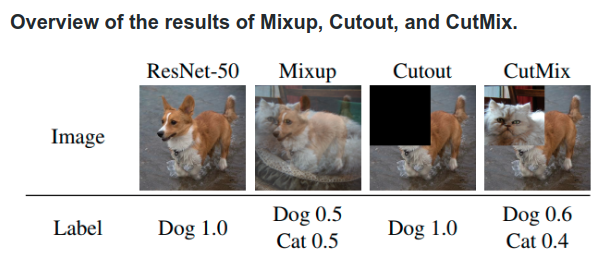 Overview of the results of Mixup, Cutout, and CutMix.
ResNet-50 Mixup Cutout CutMix
Image
Label Dog 1.0 Dog 0.5 Cat 0.5 Dog 1.0 Dog 0.6 Cat 0.4